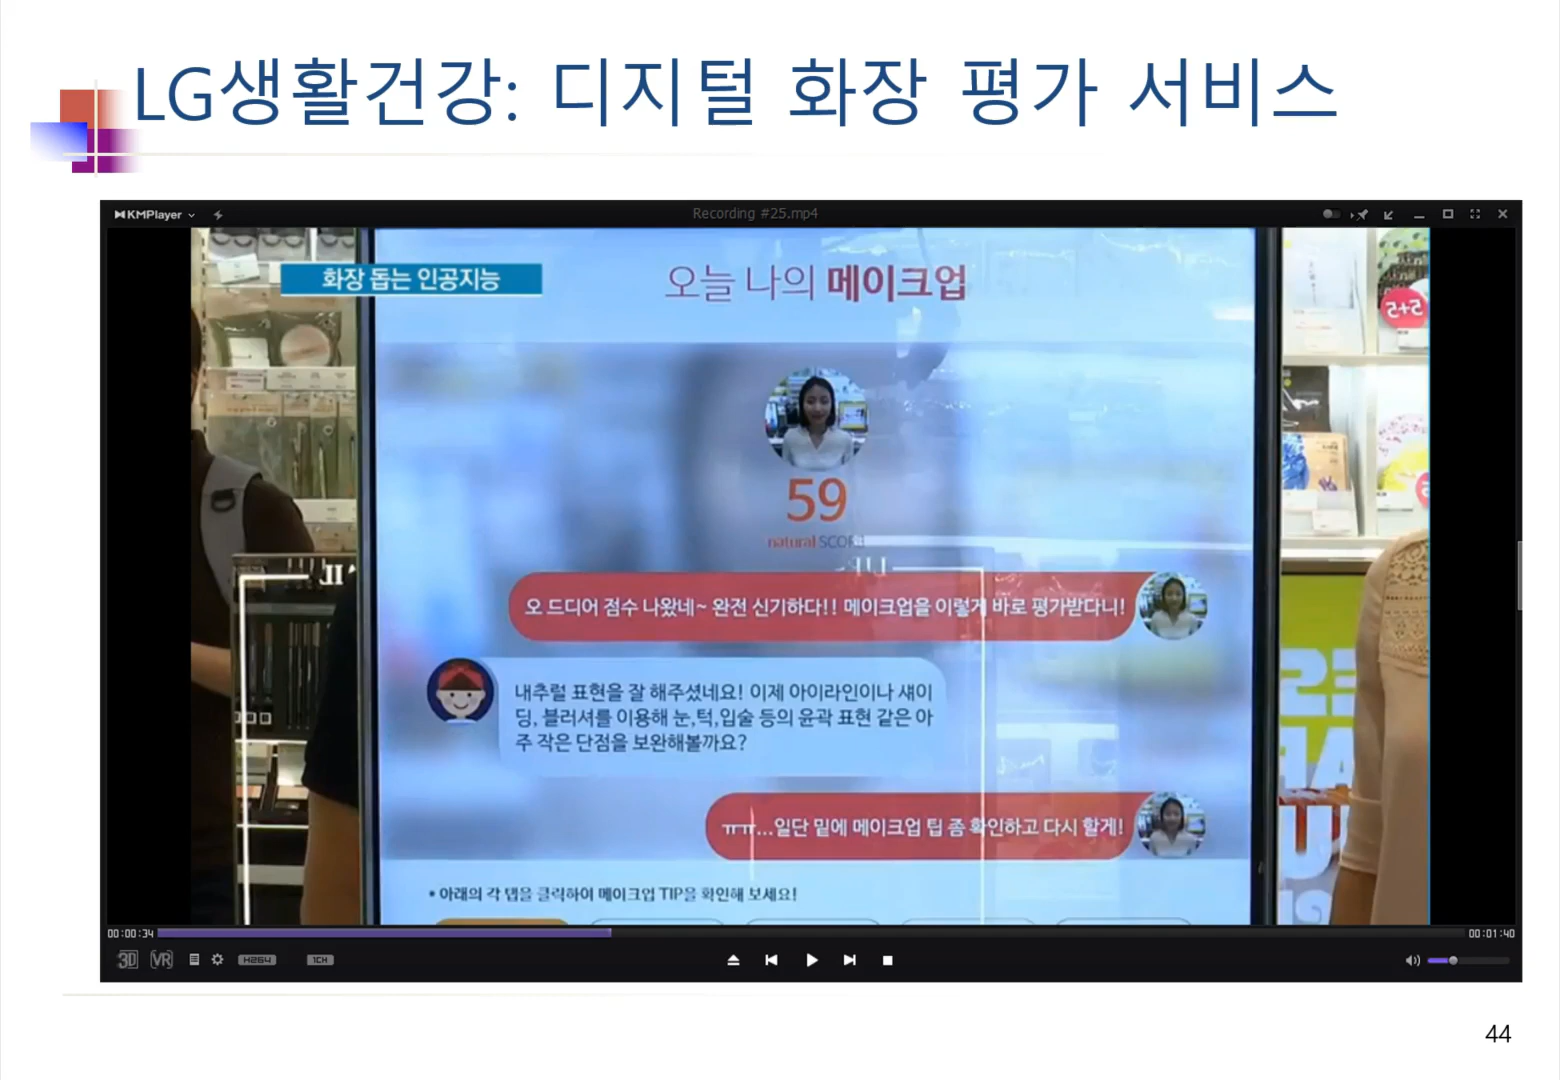 LG생활건강: 디지털 화장 평가 서비스
KMPlayer
Recording #25.mp4
화장 돕는 인공지능
오늘 나의 메이크업
5+5
59
natural SCORE
오 드디어 점수 나왔네~ 완전 신기하다!! 메이크업을 이렇게 바로 평가받다니!
내추럴 표현을 잘 해주셨네요! 이제 아이라인이나 섀이
딩, 블러셔를 이용해 눈,턱,입술 등의 윤곽 표현 같은 아
주 작은 단점을 보완해볼까요?
ㅠㅠ...일단 밑에 메이크업 팁 좀 확인하고 다시 할게!
* 아래의 각 탭을 클릭하여 메이크업 TIP을 확인해 보세요!
00:00:34
00:01:40
3D
VR
H264
1CH
44